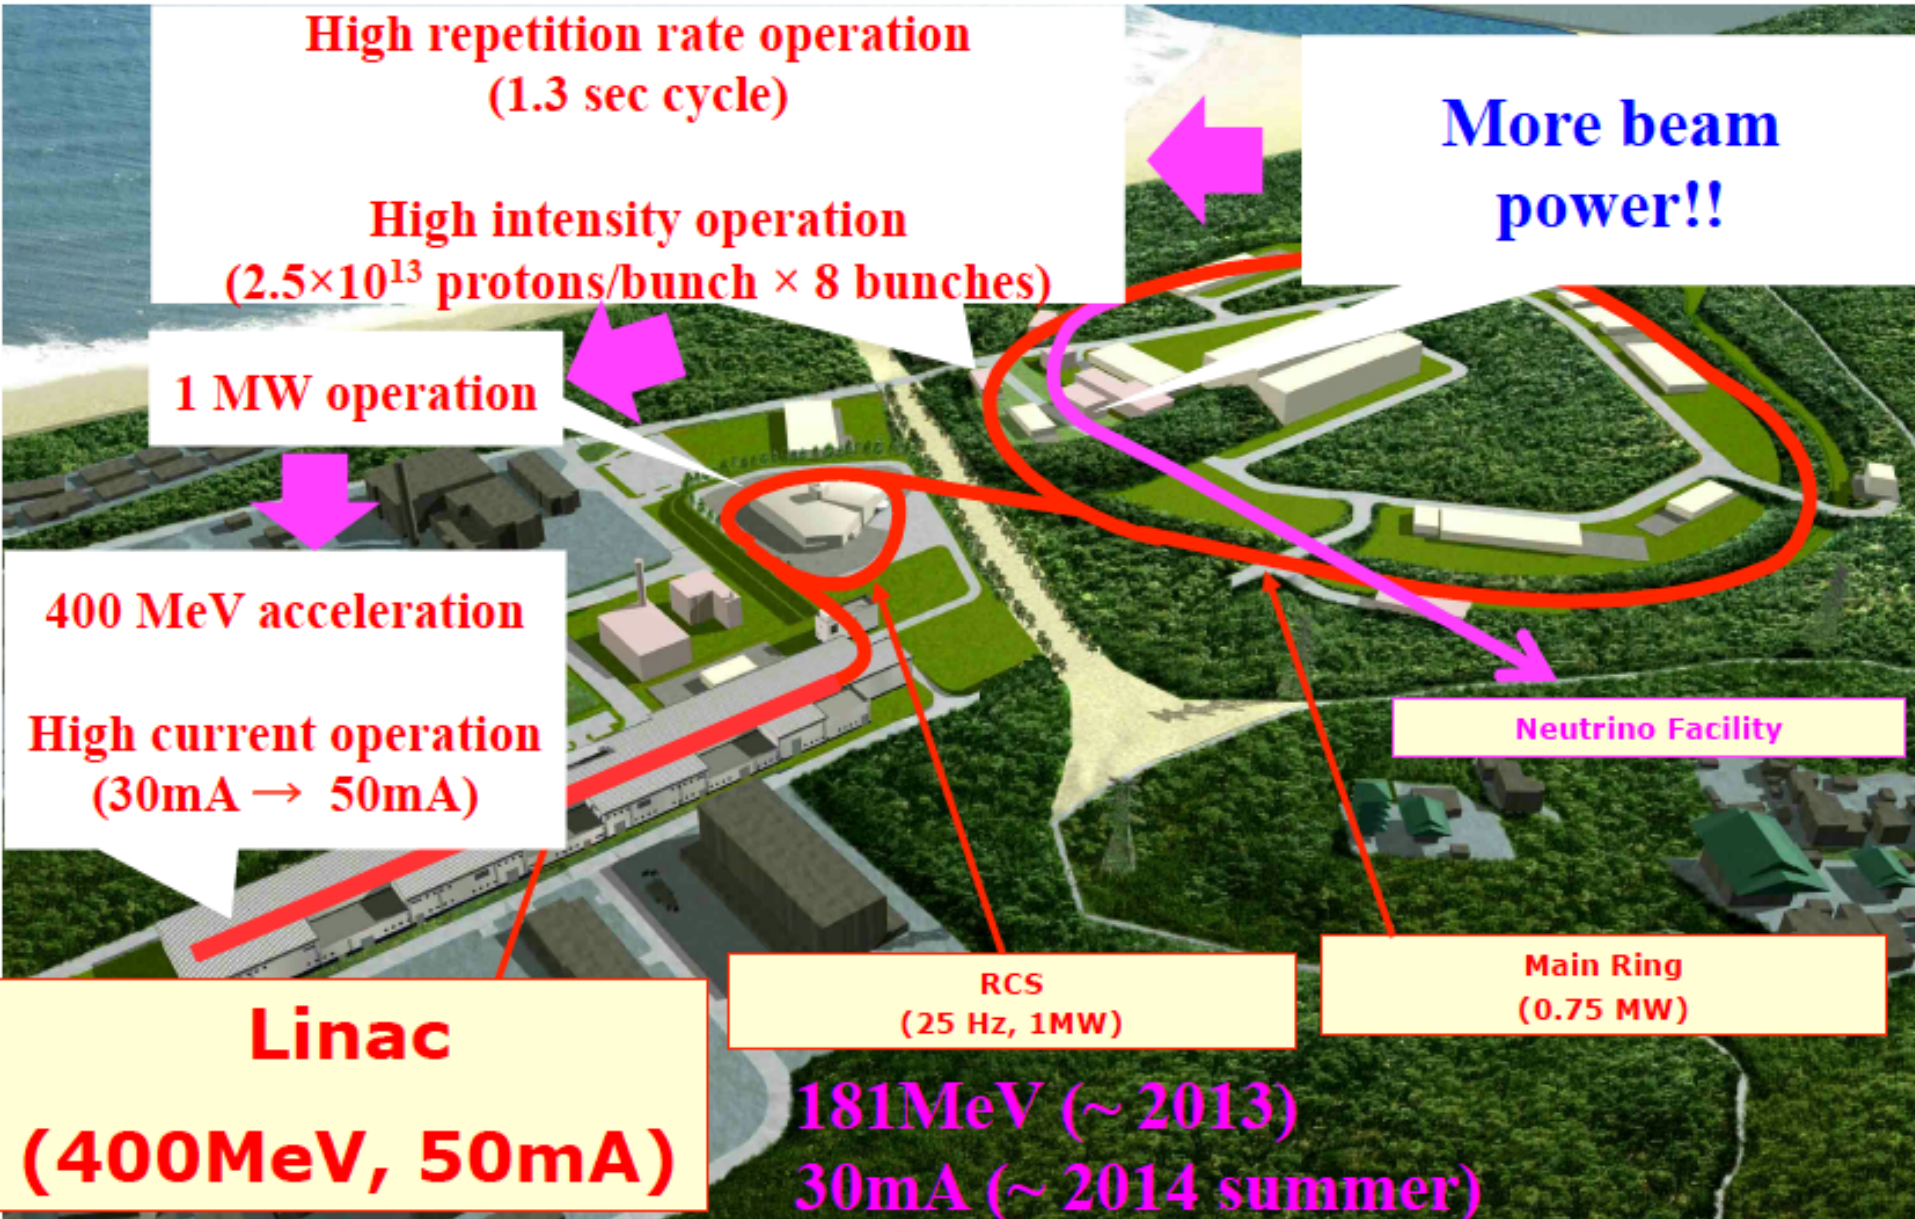 High repetition rate operation
(1.3 sec cycle)
High intensity operation
(2.5×10¹³ protons/bunch × 8 bunches)
More beam
power!!
1 MW operation
400 MeV acceleration
High current operation
(30mA → 50mA)
Neutrino Facility
Main Ring
(0.75 MW)
RCS
(25 Hz, 1MW)
Linac
(400MeV, 50mA)
181MeV (~ 2013)
30mA (~ 2014 summer)